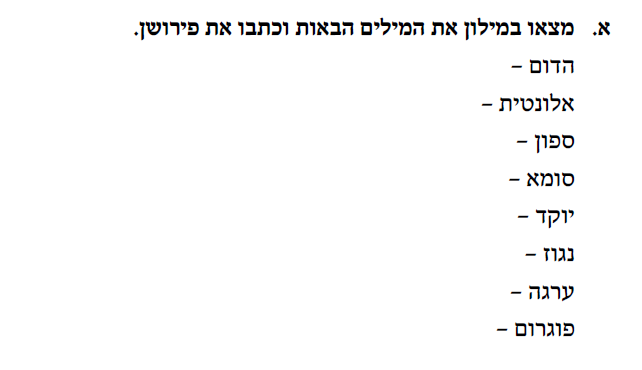 א. מצאו במילון את המילים הבאות וכתבו את פירושן.
הדום –
אלונטית –
ספון –
סומא –
יוקד –
נגוז –
ערגה –
פוגרום –